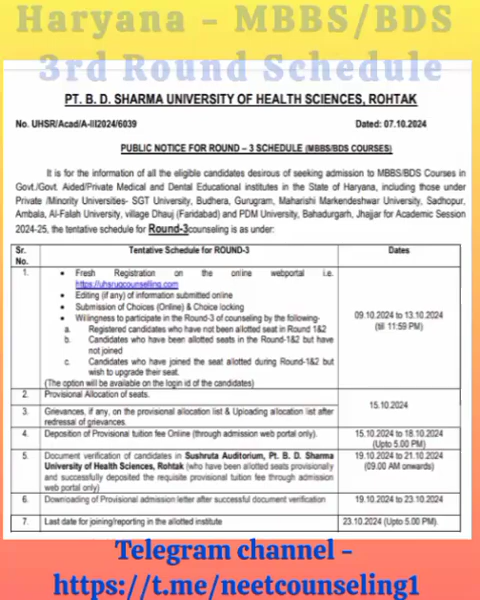 Haryana - MBBS/BDS
3rd Round Schedule
PT. B. D. SHARMA UNIVERSITY OF HEALTH SCIENCES, ROHTAK
No. UHSR/Acad/A-III2024/6039 Dated: 07.10.2024
PUBLIC NOTICE FOR ROUND – 3 SCHEDULE (MBBS/BDS COURSES)
It is for the information of all the eligible candidates desirous of seeking admission to MBBS/BDS Courses in
Govt./Govt. Aided/Private Medical and Dental Educational institutes in the State of Haryana, including those under
Private /Minority Universities- SGT University, Budhera, Gurugram, Maharishi Markendeshwar University, Sadhopur,
Ambala, Al-Falah University, village Dhauj (Faridabad) and PDM University, Bahadurgarh, Jhajjar for Academic Session
2024-25, the tentative schedule for Round-3counseling is as under:
Sr. No. Tentative Schedule for ROUND-3 Dates
1. • Fresh Registration on the online webportal i.e.
https://uhsrugcounselling.com
• Editing (if any) of information submitted online
• Submission of Choices (Online) & Choice locking
• Willingness to participate in the Round-3 of counseling by the following-
a. Registered candidates who have not been allotted seat in Round 1&2
b. Candidates who have been allotted seats in the Round-1&2 but have
not joined
c. Candidates who have joined the seat allotted during Round-1&2 but
wish to upgrade their seat.
(The option will be available on the login id of the candidates)
09.10.2024 to 13.10.2024
(till 11:59 PM)
2. Provisional Allocation of seats.
3. Grievances, if any, on the provisional allocation list & Uploading allocation list after
redressal of grievances.
15.10.2024
4. Deposition of Provisional tuition fee Online (through admission web portal only). 15.10.2024 to 18.10.2024
(Upto 5.00 PM)
5. Document verification of candidates in Sushruta Auditorium, Pt. B. D. Sharma
University of Health Sciences, Rohtak (who have been allotted seats provisionally
and successfully deposited the requisite provisional tuition fee through admission
web portal only)
19.10.2024 to 21.10.2024
(09.00 AM onwards)
6. Downloading of Provisional admission letter after successful document verification 19.10.2024 to 23.10.2024
7. Last date for joining/reporting in the allotted institute 23.10.2024 (Upto 5.00 PM).
Telegram channel -
https://t.me/neetcounseling1